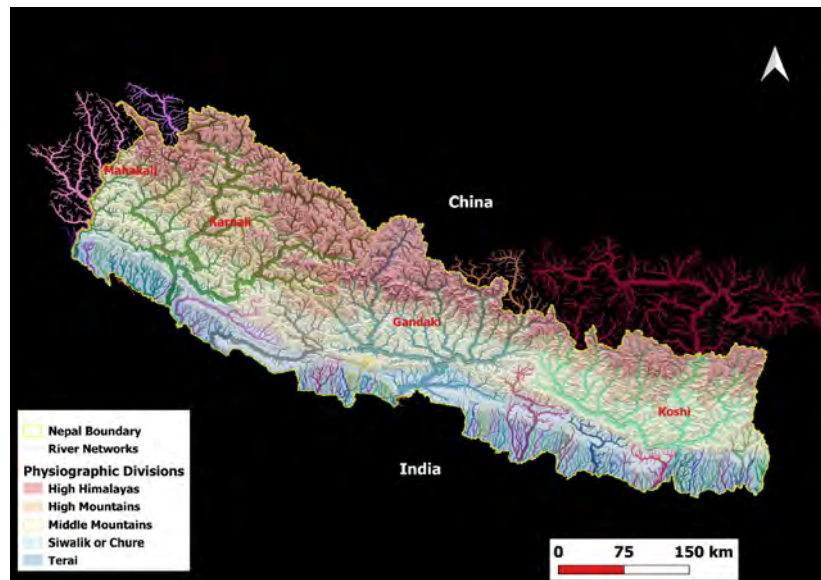 Mahakali
Karnali
China
Gandaki
Koshi
India
Nepal Boundary
River Networks
Physiographic Divisions
High Himalayas
High Mountains
Middle Mountains
Siwalik or Chure
Terai
0 75 150 km